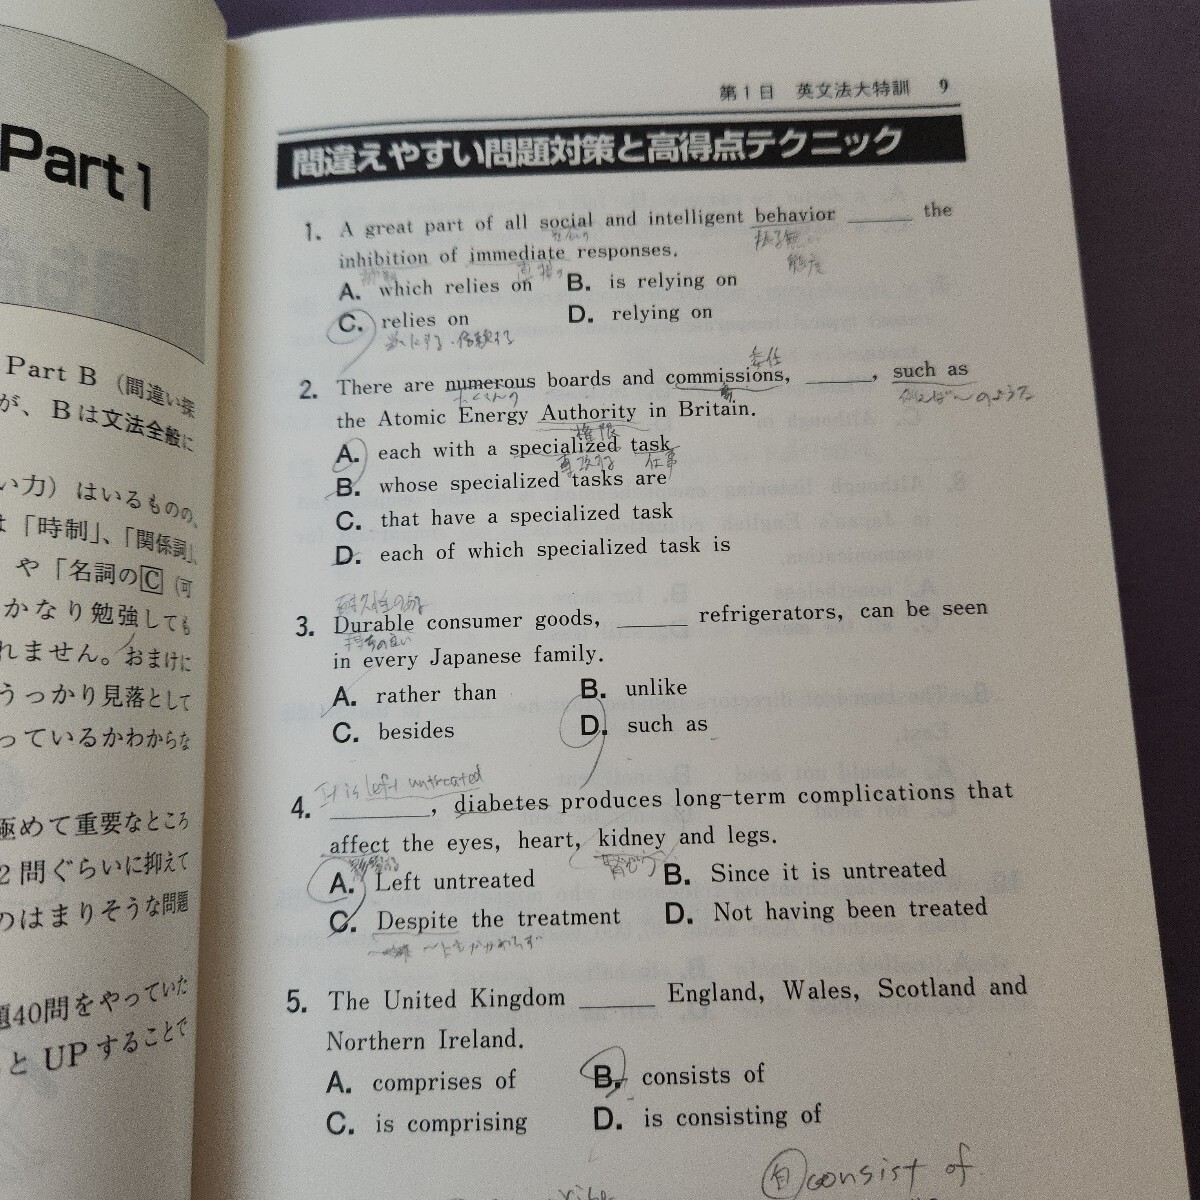 Part 1
Part B (間違い探
が、Bは文法全般に
い力）はいるものの、
「時制」、「関係詞」、
や「名詞のC（可
かなり勉強しても
れません。おまけに
うっかり見落として
っているかわからな
極めて重要なところ
2問ぐらいに抑えて
のはまりそうな問題
題40問をやっていた
とUPすることで
第1日 英文法大特訓 9
間違えやすい問題対策と高得点テクニック
1. A great part of all social and intelligent behavior ______ the
inhibition of immediate responses.
A. which relies on B. is relying on
C. relies on D. relying on
委任
2. There are numerous boards and commissions, ______, such as
たくさんの
the Atomic Energy Authority in Britain.
権限
A. each with a specialized task
仕事
B. whose specialized tasks are
C. that have a specialized task
D. each of which specialized task is
3. Durable consumer goods, ______ refrigerators, can be seen
in every Japanese family.
A. rather than B. unlike
C. besides D. such as
It is left untreated
4. ________, diabetes produces long-term complications that
affect the eyes, heart, kidney and legs.
A. Left untreated B. Since it is untreated
C. Despite the treatment D. Not having been treated
5. The United Kingdom ______ England, Wales, Scotland and
Northern Ireland.
A. comprises of B. consists of
C. is comprising D. is consisting of
自 consist of